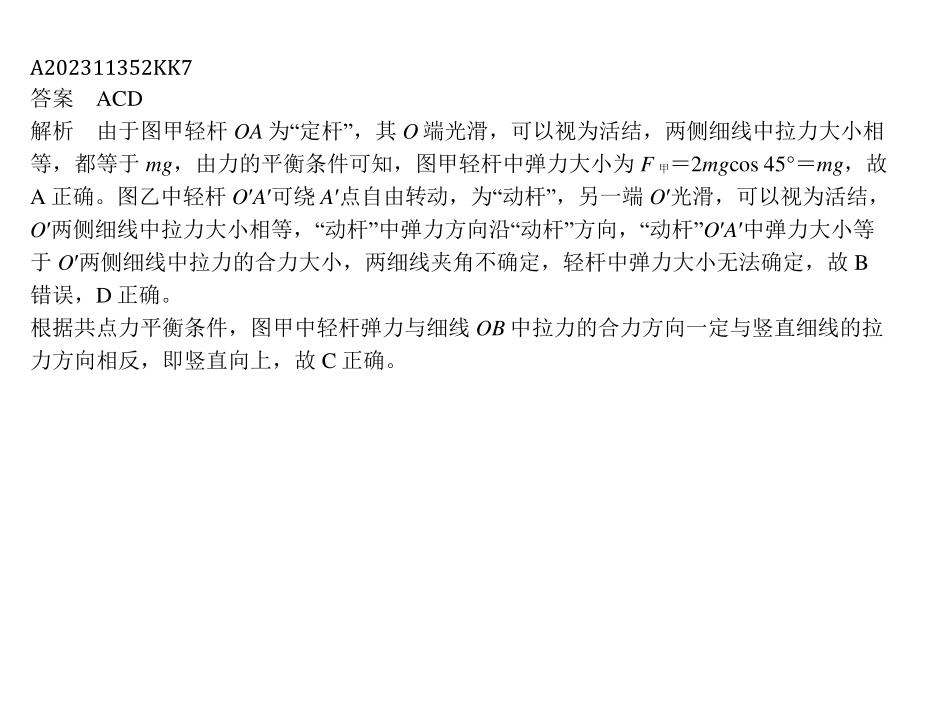 A202311352KK7
答案　ACD
解析　由于图甲轻杆 OA 为“定杆”，其 O 端光滑，可以视为活结，两侧细线中拉力大小相
等，都等于 mg，由力的平衡条件可知，图甲轻杆中弹力大小为 F甲＝2mgcos 45°＝mg，故
A 正确。图乙中轻杆 O′A′可绕 A′点自由转动，为“动杆”，另一端 O′光滑，可以视为活结，
O′两侧细线中拉力大小相等，“动杆”中弹力方向沿“动杆”方向，“动杆”O′A′中弹力大小等
于 O′两侧细线中拉力的合力大小，两细线夹角不确定，轻杆中弹力大小无法确定，故 B
错误，D 正确。
根据共点力平衡条件，图甲中轻杆弹力与细线 OB 中拉力的合力方向一定与竖直细线的拉
力方向相反，即竖直向上，故 C 正确。